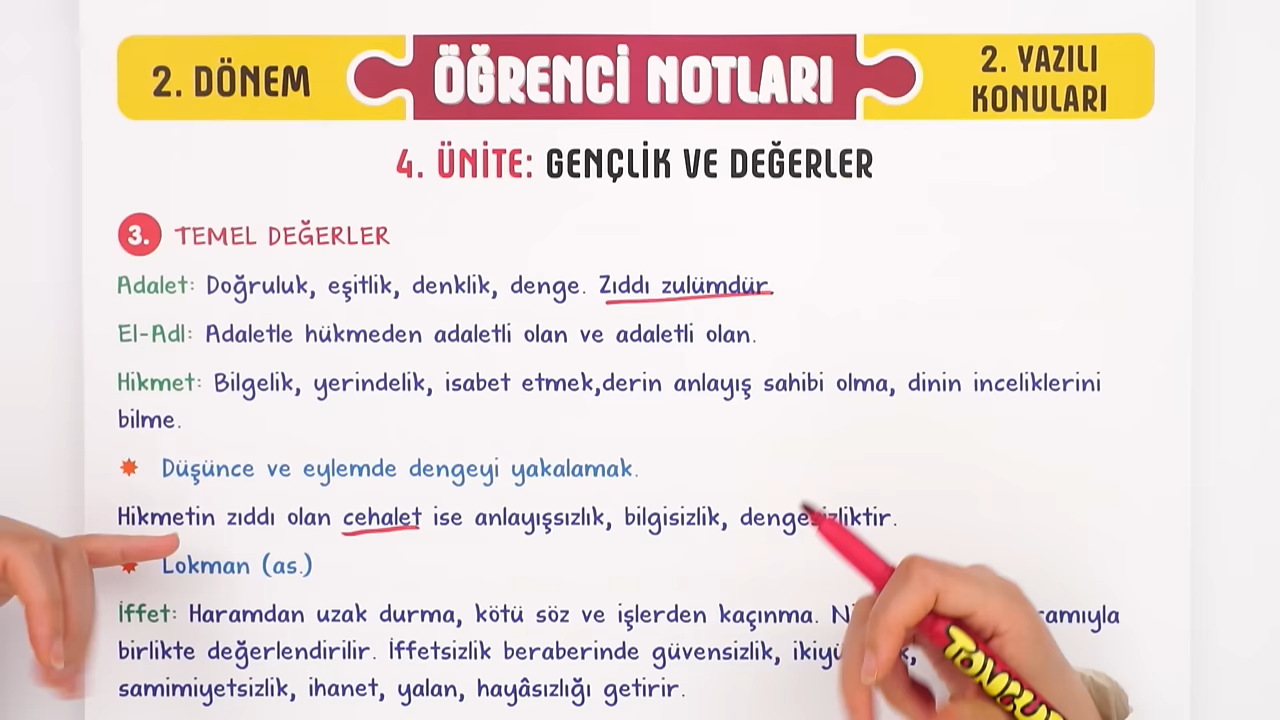 2. DÖNEM
ÖĞRENCİ NOTLARI
2. YAZILI
KONULARI
4. ÜNİTE: GENÇLİK VE DEĞERLER
3. TEMEL DEĞERLER
Adalet: Doğruluk, eşitlik, denklik, denge. Zıddı zulümdür.
El-Adl: Adaletle hükmeden adaletli olan ve adaletli olan.
Hikmet: Bilgelik, yerindelik, isabet etmek,derin anlayış sahibi olma, dinin inceliklerini
bilme.
Düşünce ve eylemde dengeyi yakalamak.
Hikmetin zıddı olan cehalet ise anlayışsızlık, bilgisizlik, dengesizliktir.
Lokman (as.)
İffet: Haramdan uzak durma, kötü söz ve işlerden kaçınma.
birlikte değerlendirilir. İffetsizlik beraberinde güvensizlik,
samimiyetsizlik, ihanet, yalan, hayâsızlığı getirir.